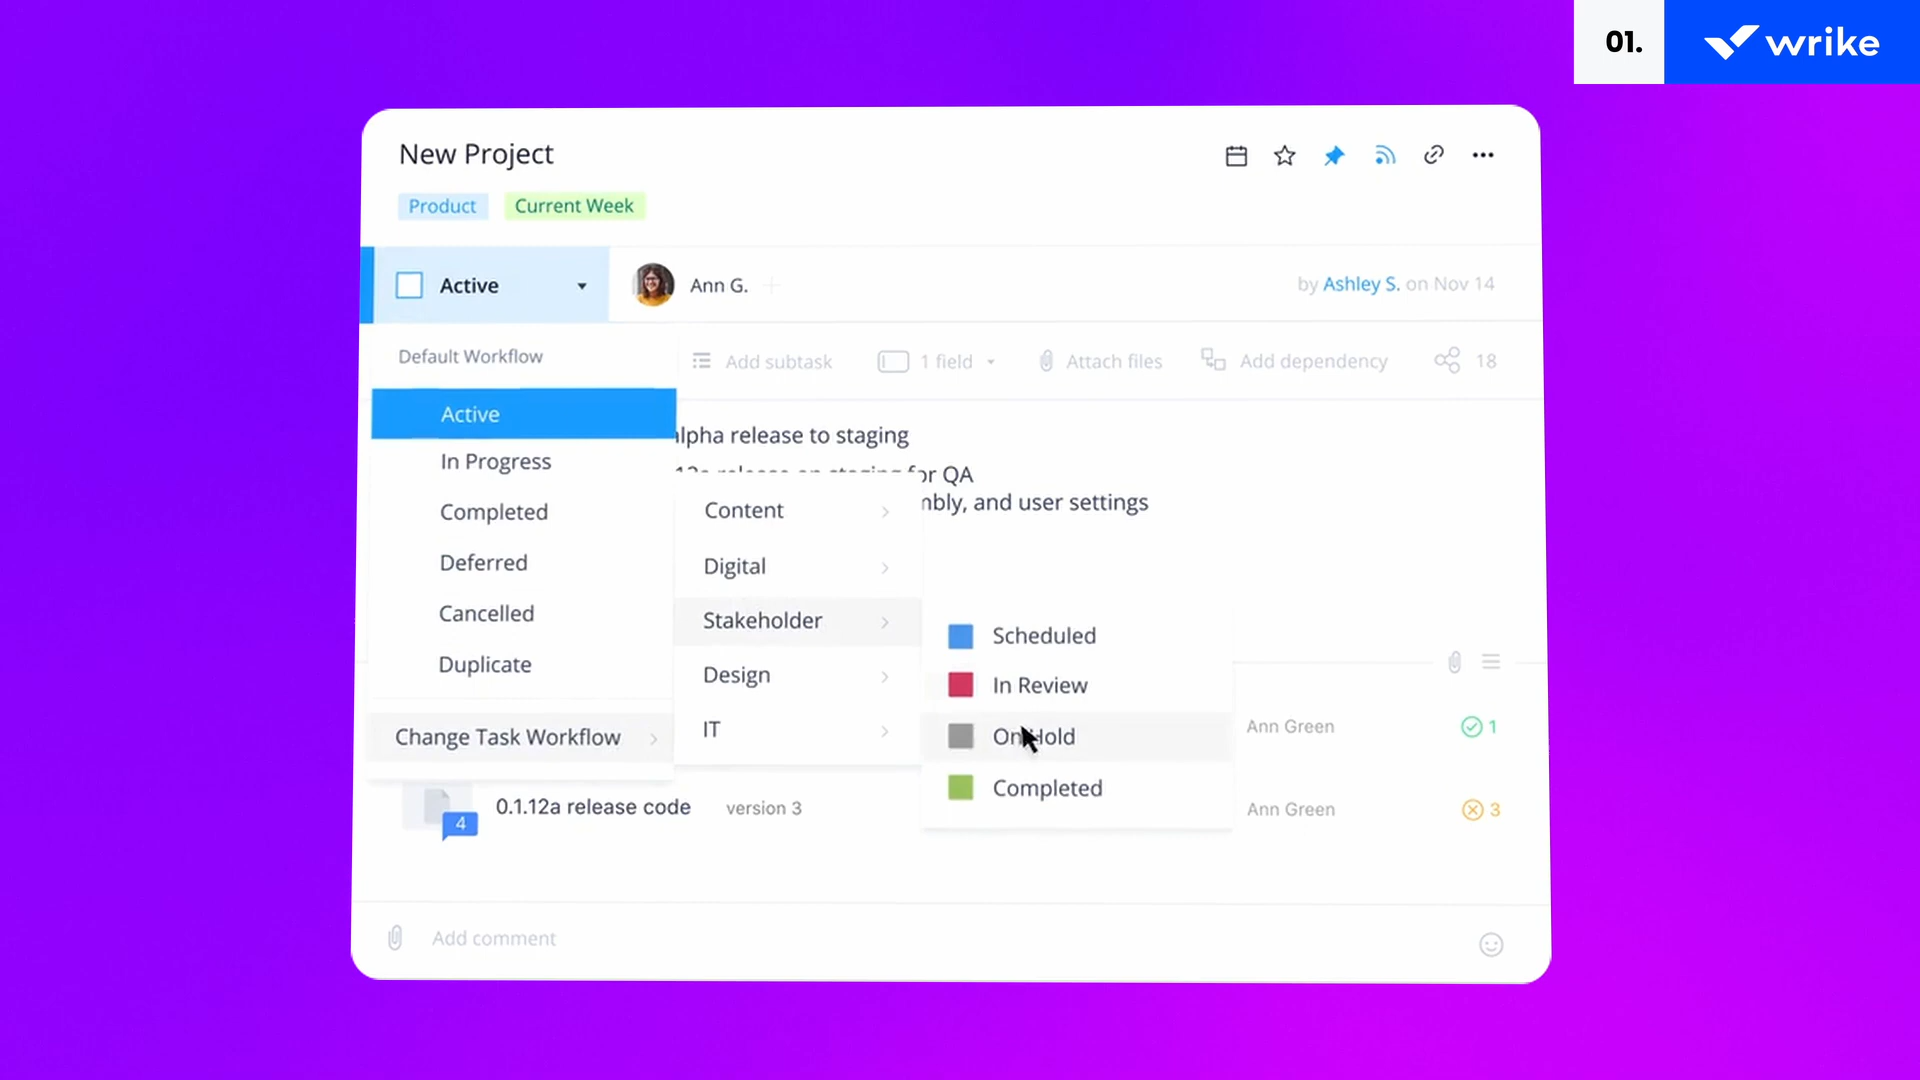 01.
wrike
New Project
Product
Current Week
Active
Ann G.
by Ashley S. on Nov 14
Default Workflow
Add subtask
1 field
Attach files
Add dependency
18
Active
In Progress
Completed
Deferred
Cancelled
Duplicate
Change Task Workflow
lpha release to staging
for QA
and user settings
Content
Digital
Stakeholder
Design
IT
Scheduled
In Review
On Hold
Completed
Ann Green
1
4
0.1.12a release code
version 3
Ann Green
3
Add comment